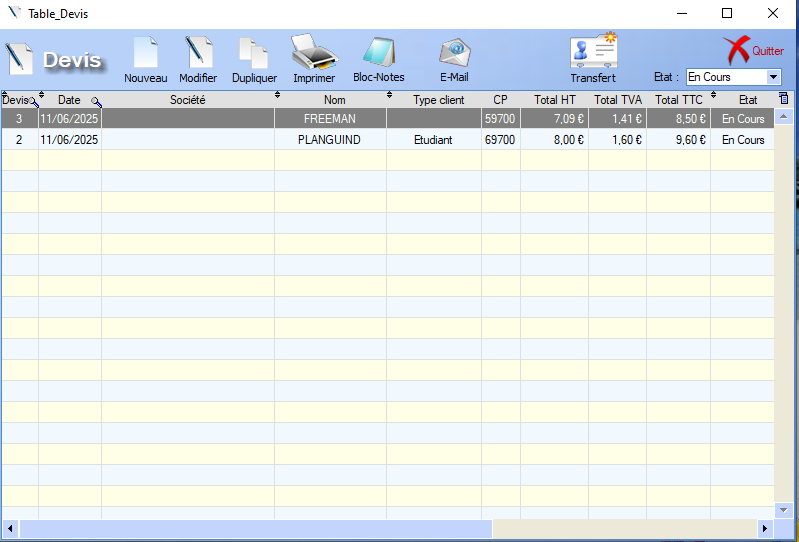 Table_Devis
Devis
Nouveau Modifier Dupliquer Imprimer Bloc-Notes E-Mail Transfert Quitter
Etat : En Cours
Devis Date Société Nom Type client CP Total HT Total TVA Total TTC Etat
3 11/06/2025 FREEMAN 59700 7,09 € 1,41 € 8,50 € En Cours
2 11/06/2025 PLANGUIND Etudiant 69700 8,00 € 1,60 € 9,60 € En Cours